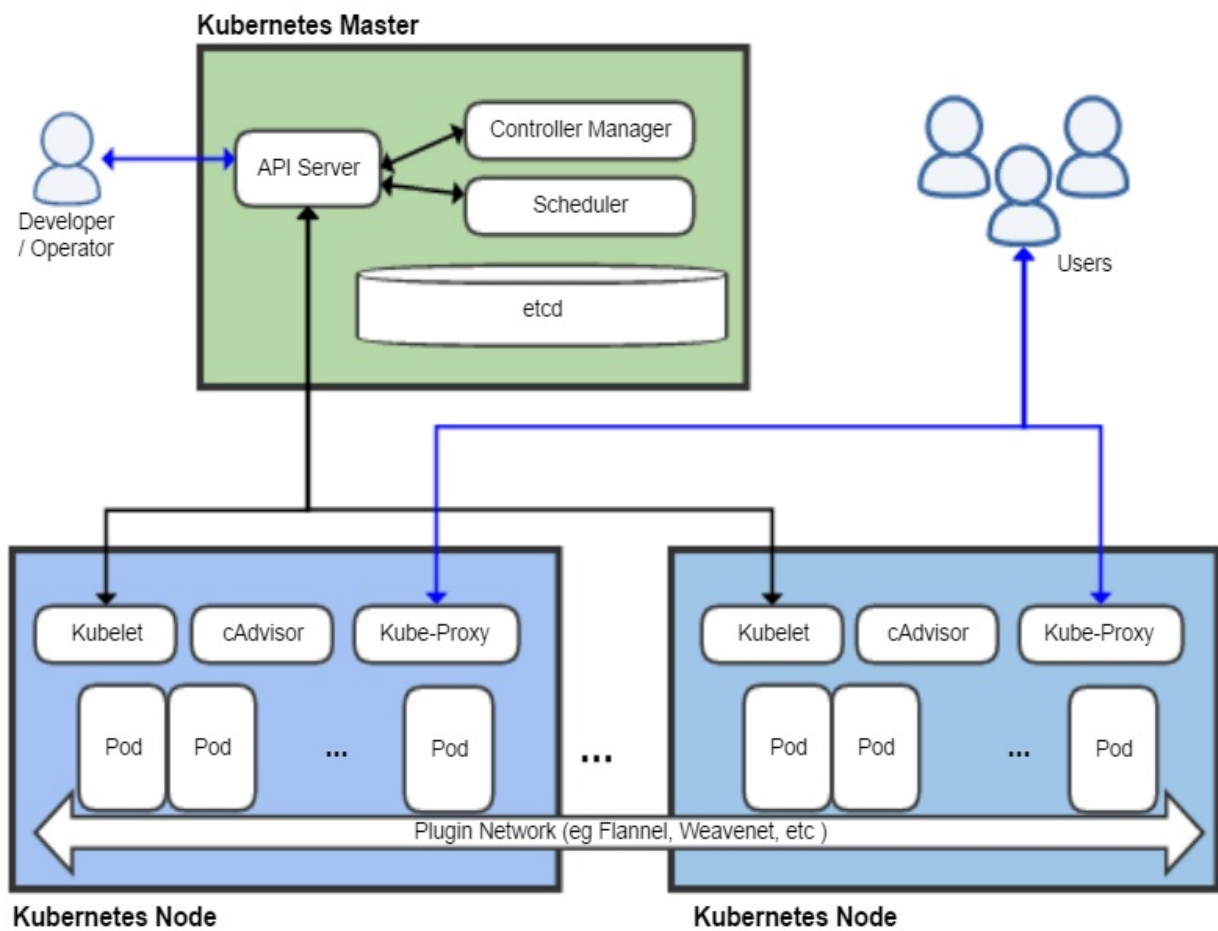 Kubernetes Master
Controller Manager
API Server
Scheduler
etcd
Developer
/ Operator
Users
Kubelet
cAdvisor
Kube-Proxy
Kubelet
cAdvisor
Kube-Proxy
Pod
Pod
...
Pod
...
Pod
Pod
...
Pod
Plugin Network (eg Flannel, Weavenet, etc )
Kubernetes Node
Kubernetes Node